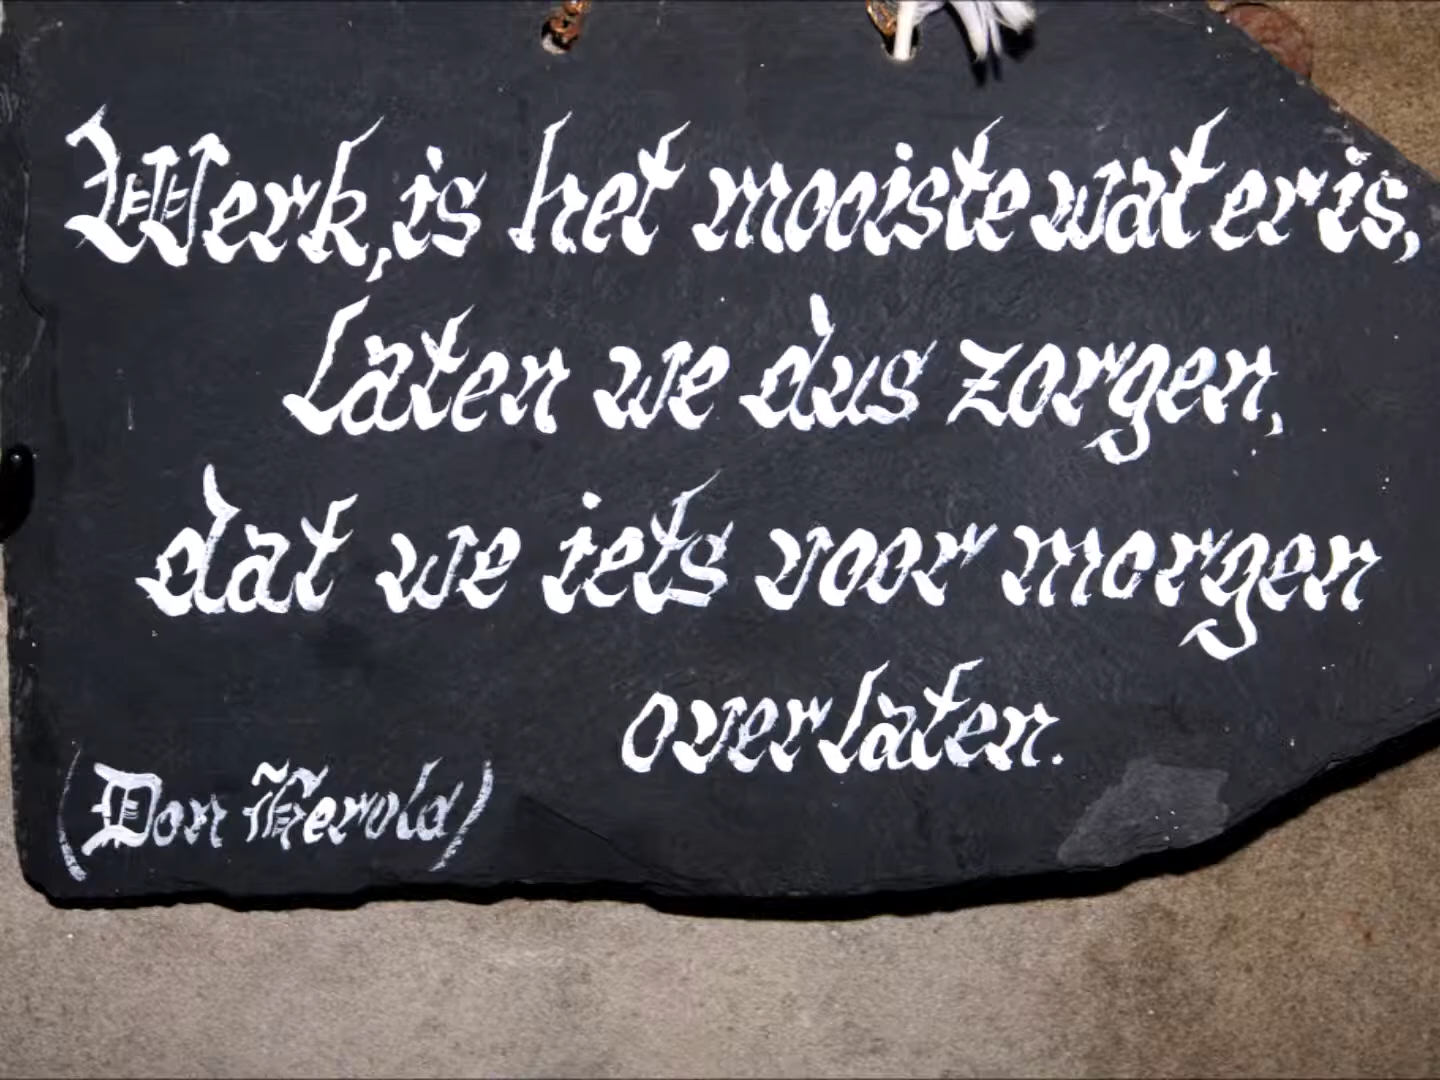 Werk, is het mooiste wat er is,
laten we dus zorgen,
dat we iets voor morgen
overlaten.
(Don Herold)